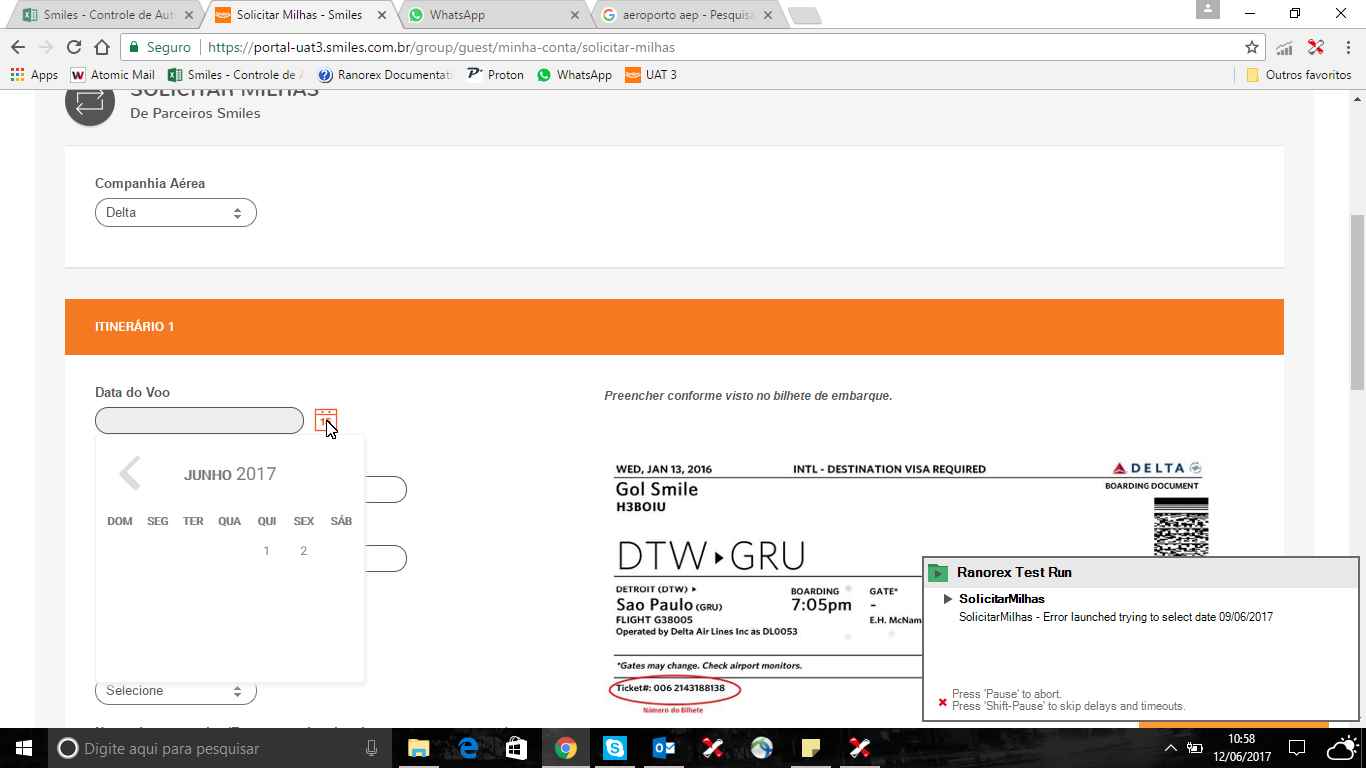 Smiles - Controle de Aut
Solicitar Milhas - Smiles
WhatsApp
aeroporto aep - Pesquisa
Seguro
https://portal-uat3.smiles.com.br/group/guest/minha-conta/solicitar-milhas
Apps
Atomic Mail
Smiles - Controle de A
Ranorex Documentat
Proton
WhatsApp
UAT 3
Outros favoritos
SOLICITAR MILHAS
De Parceiros Smiles
Companhia Aérea
Delta
ITINERÁRIO 1
Data do Voo
Preencher conforme visto no bilhete de embarque.
JUNHO 2017
DOM SEG TER QUA QUI SEX SÁB
1 2
Selecione
WED, JAN 13, 2016
INTL - DESTINATION VISA REQUIRED
DELTA
BOARDING DOCUMENT
Gol Smile
H3BOIU
DTW GRU
DETROIT (DTW)
Sao Paulo (GRU)
FLIGHT G38005
Operated by Delta Air Lines Inc as DL0053
BOARDING
7:05pm
GATE*
-
E.H. McNam
*Gates may change. Check airport monitors.
Ticket#: 006 2143188138
Número do Bilhete
Ranorex Test Run
SolicitarMilhas
SolicitarMilhas - Error launched trying to select date 09/06/2017
Press 'Pause' to abort.
Press 'Shift-Pause' to skip delays and timeouts.
Digite aqui para pesquisar
10:58
12/06/2017